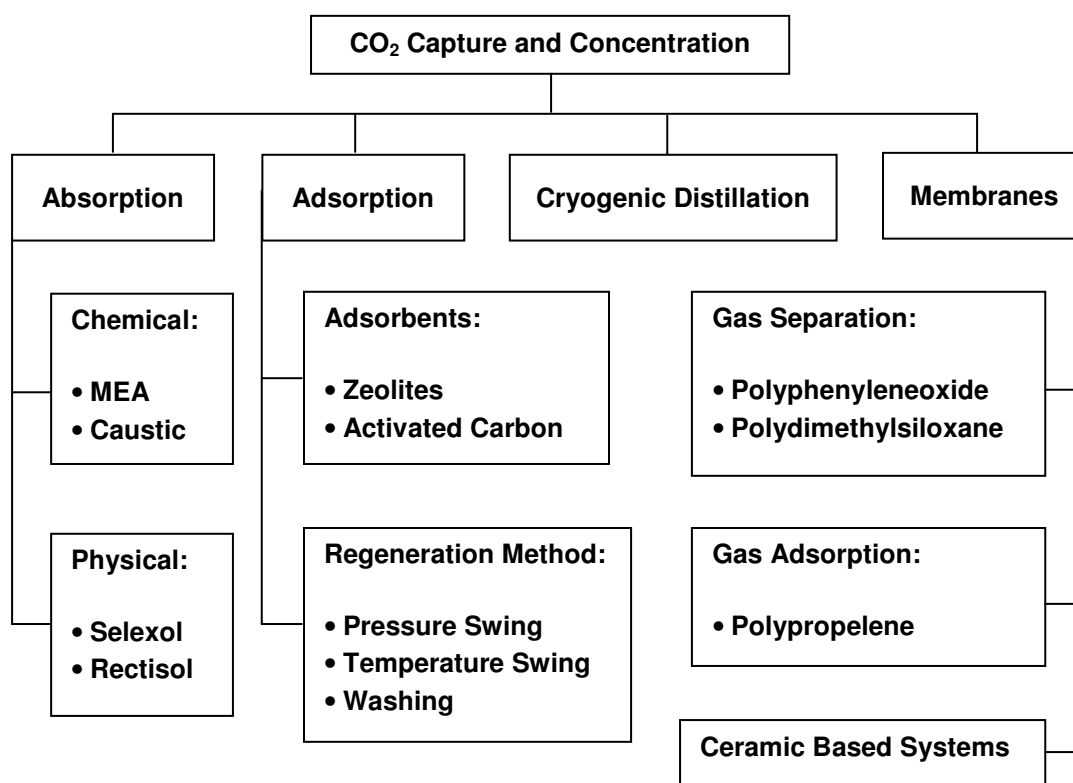 CO₂ Capture and Concentration
Absorption
Adsorption
Cryogenic Distillation
Membranes
Chemical:
• MEA
• Caustic
Physical:
• Selexol
• Rectisol
Adsorbents:
• Zeolites
• Activated Carbon
Regeneration Method:
• Pressure Swing
• Temperature Swing
• Washing
Gas Separation:
• Polyphenyleneoxide
• Polydimethylsiloxane
Gas Adsorption:
• Polypropelene
Ceramic Based Systems